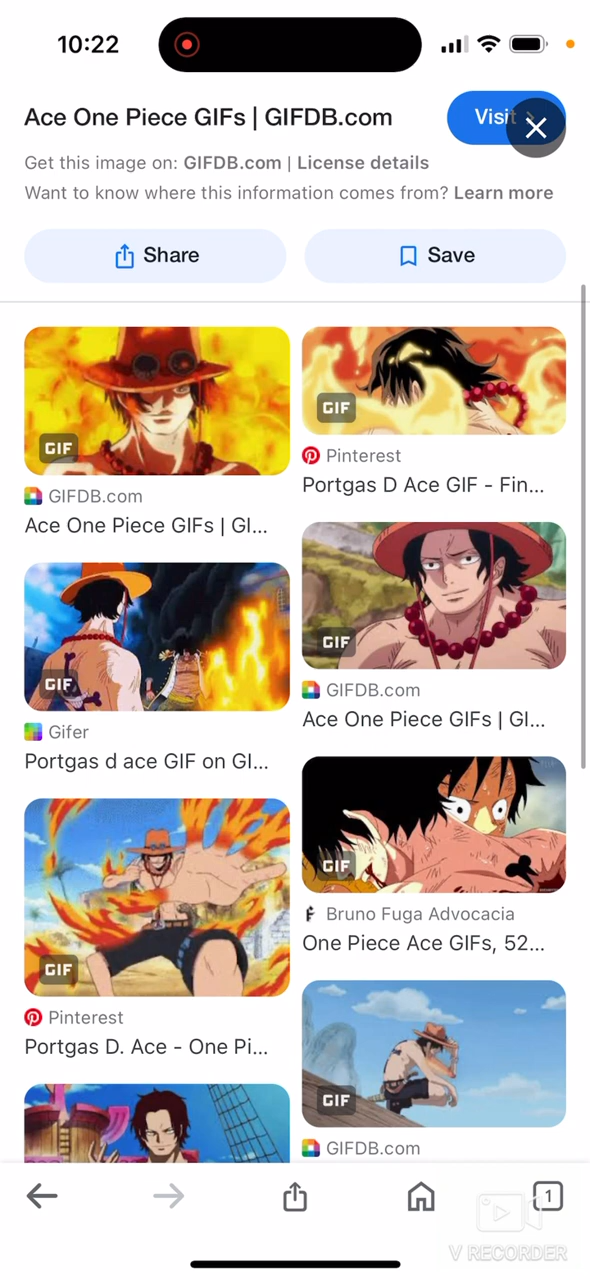 10:22
Ace One Piece GIFs | GIFDB.com
Visit
Get this image on: GIFDB.com | License details
Want to know where this information comes from? Learn more
Share
Save
GIF
GIFDB.com
Ace One Piece GIFs | GI...
GIF
Pinterest
Portgas D Ace GIF - Fin...
GIF
Gifer
Portgas d ace GIF on GI...
GIF
GIFDB.com
Ace One Piece GIFs | GI...
GIF
Pinterest
Portgas D. Ace - One Pi...
GIF
Bruno Fuga Advocacia
One Piece Ace GIFs, 52...
GIF
GIFDB.com
1
V RECORDER